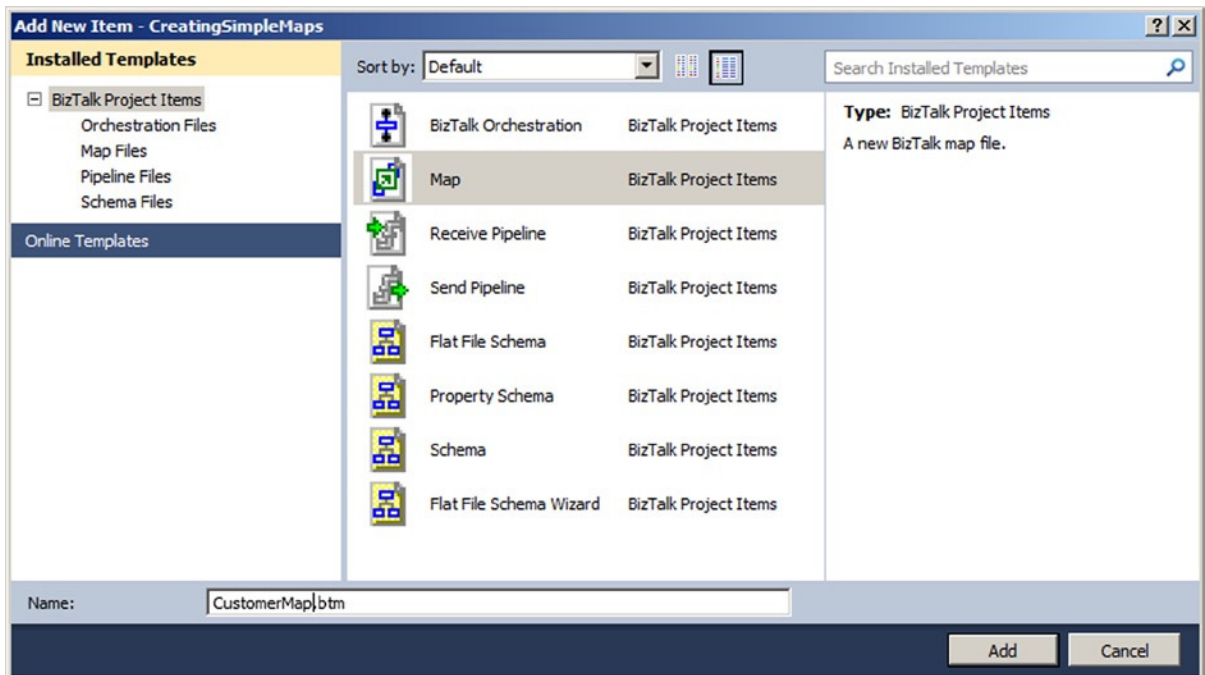 Add New Item - CreatingSimpleMaps
Installed Templates
BizTalk Project Items
Orchestration Files
Map Files
Pipeline Files
Schema Files
Online Templates
Sort by: Default
BizTalk Orchestration BizTalk Project Items
Map BizTalk Project Items
Receive Pipeline BizTalk Project Items
Send Pipeline BizTalk Project Items
Flat File Schema BizTalk Project Items
Property Schema BizTalk Project Items
Schema BizTalk Project Items
Flat File Schema Wizard BizTalk Project Items
Search Installed Templates
Type: BizTalk Project Items
A new BizTalk map file.
Name: CustomerMap.btm
Add Cancel